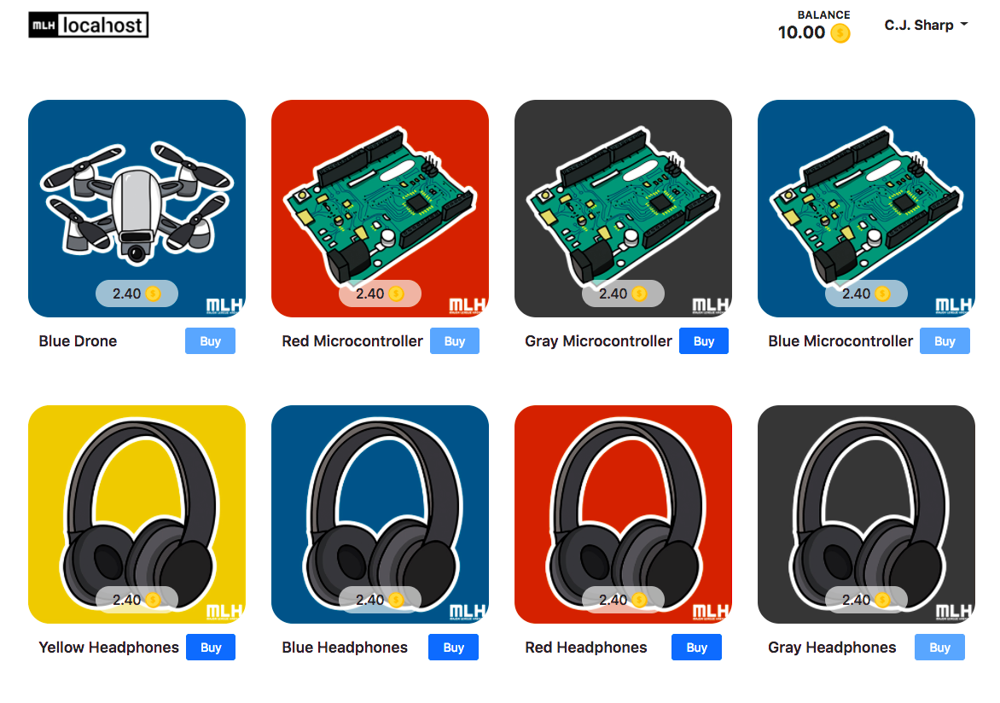 MLH localhost
BALANCE
10.00
C.J. Sharp
2.40
MLH
Blue Drone
Buy
2.40
MLH
Red Microcontroller
Buy
2.40
MLH
Gray Microcontroller
Buy
2.40
MLH
Blue Microcontroller
Buy
2.40
MLH
Yellow Headphones
Buy
2.40
MLH
Blue Headphones
Buy
2.40
MLH
Red Headphones
Buy
2.40
MLH
Gray Headphones
Buy